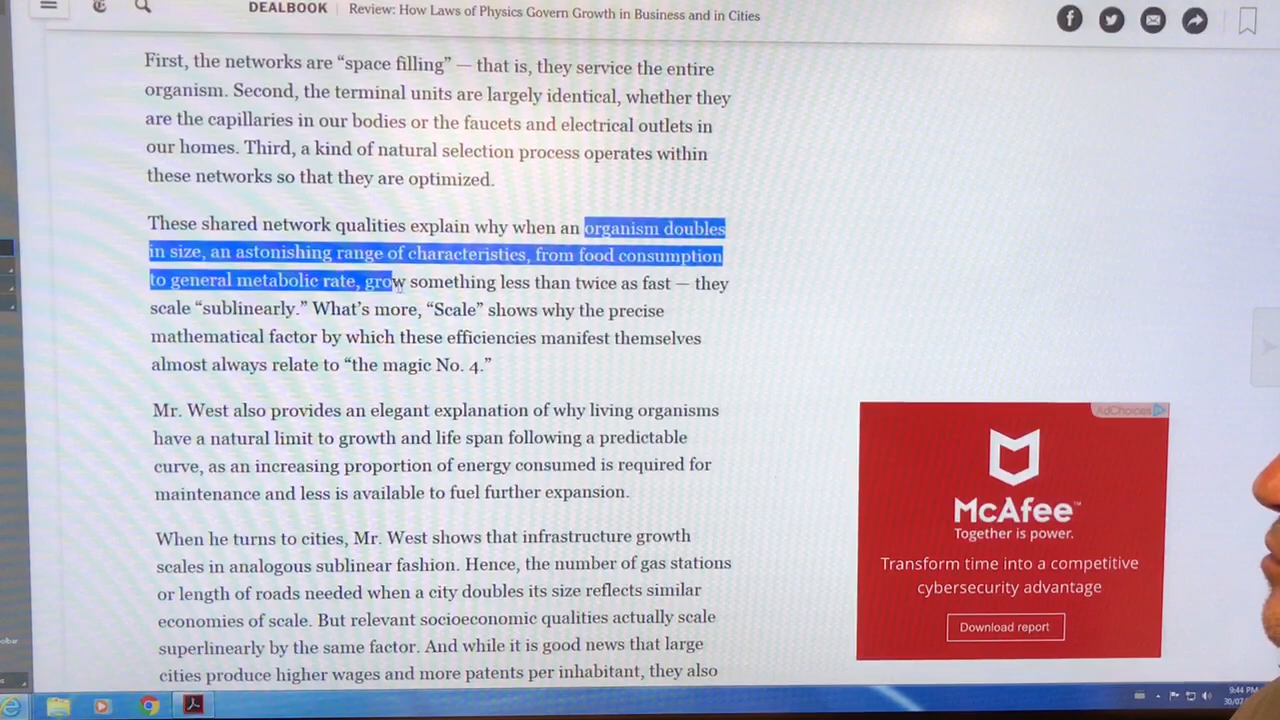 DEALBOOK | Review: How Laws of Physics Govern Growth in Business and in Cities
First, the networks are “space filling” — that is, they service the entire
organism. Second, the terminal units are largely identical, whether they
are the capillaries in our bodies or the faucets and electrical outlets in
our homes. Third, a kind of natural selection process operates within
these networks so that they are optimized.
These shared network qualities explain why when an organism doubles
in size, an astonishing range of characteristics, from food consumption
to general metabolic rate, grow something less than twice as fast — they
scale “sublinearly.” What’s more, “Scale” shows why the precise
mathematical factor by which these efficiencies manifest themselves
almost always relate to “the magic No. 4.”
Mr. West also provides an elegant explanation of why living organisms
have a natural limit to growth and life span following a predictable
curve, as an increasing proportion of energy consumed is required for
maintenance and less is available to fuel further expansion.
When he turns to cities, Mr. West shows that infrastructure growth
scales in analogous sublinear fashion. Hence, the number of gas stations
or length of roads needed when a city doubles its size reflects similar
economies of scale. But relevant socioeconomic qualities actually scale
superlinearly by the same factor. And while it is good news that large
cities produce higher wages and more patents per inhabitant, they also
AdChoices
McAfee™
Together is power.
Transform time into a competitive
cybersecurity advantage
Download report
9:44 PM
30/07